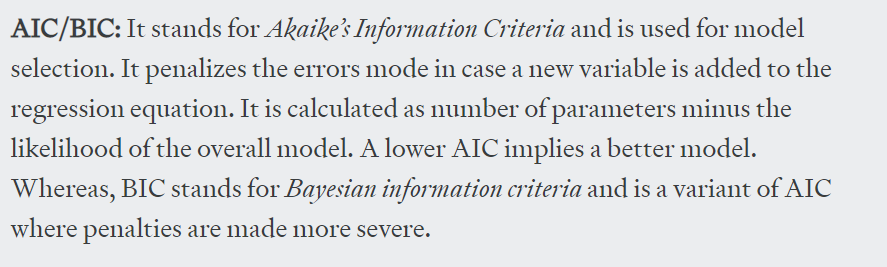 AIC/BIC: It stands for Akaike's Information Criteria and is used for model
selection. It penalizes the errors mode in case a new variable is added to the
regression equation. It is calculated as number of parameters minus the
likelihood of the overall model. A lower AIC implies a better model.
Whereas, BIC stands for Bayesian information criteria and is a variant of AIC
where penalties are made more severe.